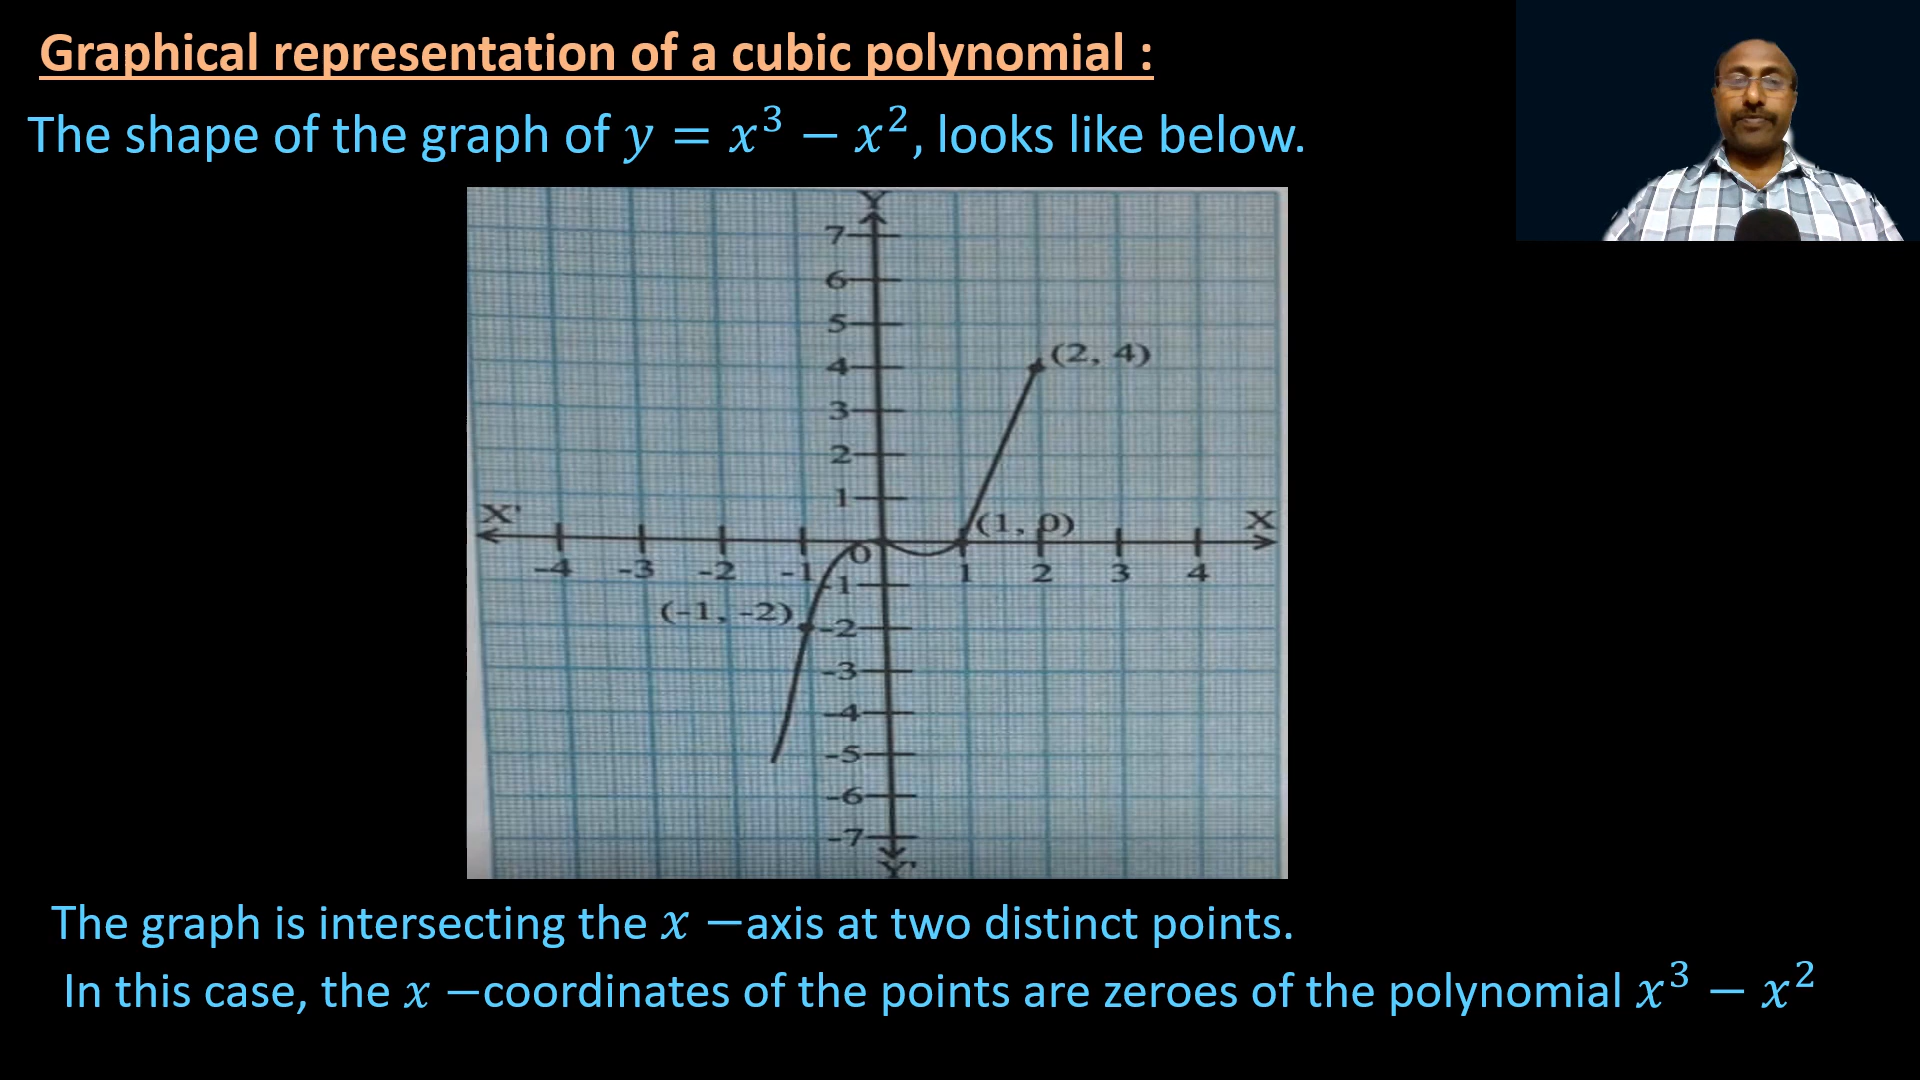 Graphical representation of a cubic polynomial :
The shape of the graph of y = x³ − x², looks like below.
Y
7
6
5
(2, 4)
4
3
2
1
X'
(1, 0)
X
0
-4 -3 -2 -1 1 2 3 4
-1
(-1, -2)
-2
-3
-4
-5
-6
-7
Y'
The graph is intersecting the x −axis at two distinct points.
In this case, the x −coordinates of the points are zeroes of the polynomial x³ − x²